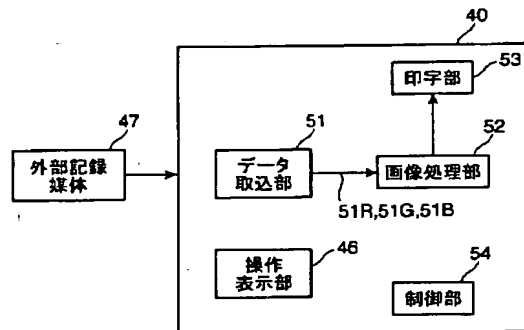 40
53
印字部
47
51
52
外部記録
媒体
データ
取込部
画像処理部
51R,51G,51B
46
操作
表示部
54
制御部